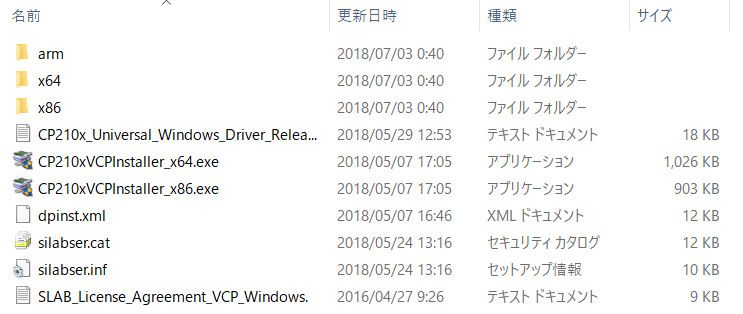 名前 更新日時 種類 サイズ
arm 2018/07/03 0:40 ファイル フォルダー
x64 2018/07/03 0:40 ファイル フォルダー
x86 2018/07/03 0:40 ファイル フォルダー
CP210x_Universal_Windows_Driver_Relea... 2018/05/29 12:53 テキスト ドキュメント 18 KB
CP210xVCPInstaller_x64.exe 2018/05/07 17:05 アプリケーション 1,026 KB
CP210xVCPInstaller_x86.exe 2018/05/07 17:05 アプリケーション 903 KB
dpinst.xml 2018/05/07 16:46 XML ドキュメント 12 KB
silabser.cat 2018/05/24 13:16 セキュリティ カタログ 12 KB
silabser.inf 2018/05/24 13:16 セットアップ情報 10 KB
SLAB_License_Agreement_VCP_Windows. 2016/04/27 9:26 テキスト ドキュメント 9 KB